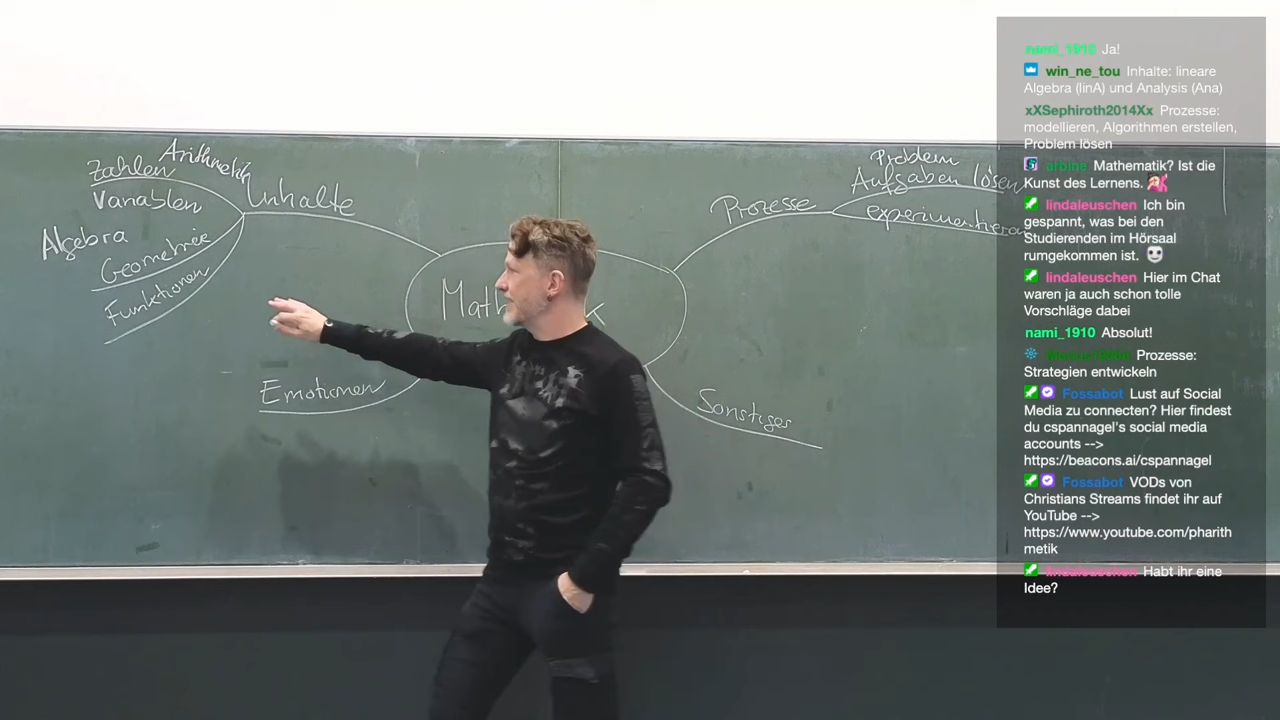 Zahlen
Arithmetik
Variablen
Inhalte
Algebra
Geometrie
Funktionen
Emotionen
Math
k
Prozesse
Problem
Aufgaben lösen
experimentieren
Sonstiges
nami_1910 Ja!
win_ne_tou Inhalte: lineare
Algebra (linA) und Analysis (Ana)
xXSephiroth2014Xx Prozesse:
modellieren, Algorithmen erstellen,
Problem lösen
Mathematik? Ist die
Kunst des Lernens.
lindaleuschen Ich bin
gespannt, was bei den
Studierenden im Hörsaal
rumgekommen ist.
lindaleuschen Hier im Chat
waren ja auch schon tolle
Vorschläge dabei
nami_1910 Absolut!
Prozesse:
Strategien entwickeln
Fossabot Lust auf Social
Media zu connecten? Hier findest
du cspannagel's social media
accounts -->
https://beacons.ai/cspannagel
Fossabot VODs von
Christians Streams findet ihr auf
YouTube -->
https://www.youtube.com/pharith
metik
lindaleuschen Habt ihr eine
Idee?